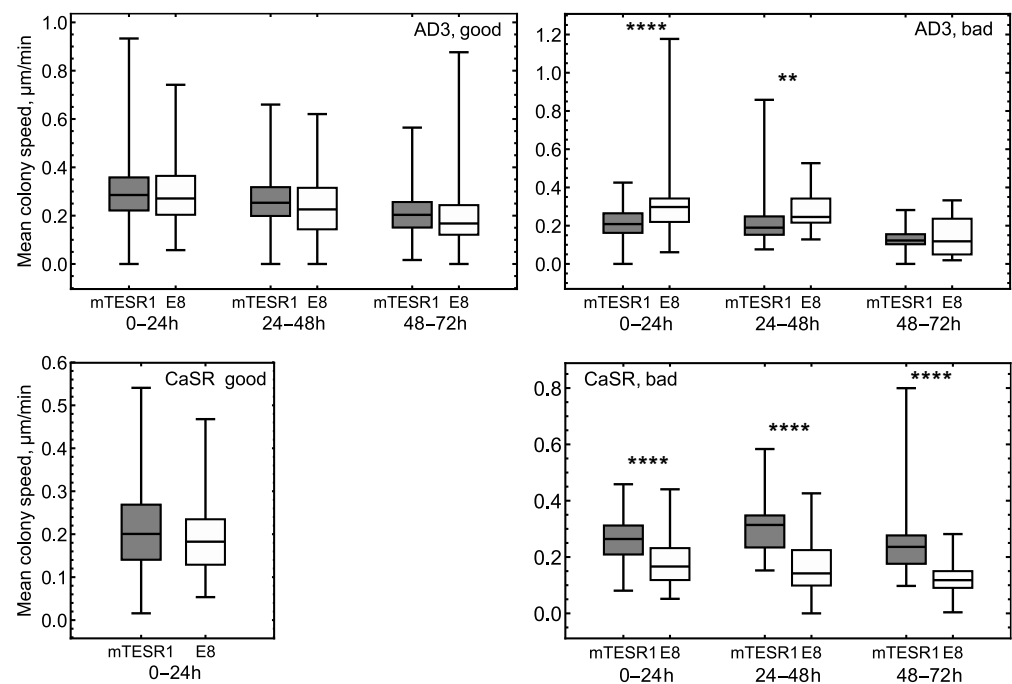 Mean colony speed, μm/min
1.0
0.8
0.6
0.4
0.2
0.0
AD3, good
mTESR1 E8 mTESR1 E8 mTESR1 E8
0–24h 24–48h 48–72h
1.2
1.0
0.8
0.6
0.4
0.2
0.0
AD3, bad
****
**
mTESR1 E8 mTESR1 E8 mTESR1 E8
0–24h 24–48h 48–72h
Mean colony speed, μm/min
0.6
0.5
0.4
0.3
0.2
0.1
0.0
CaSR good
mTESR1 E8
0–24h
0.8
0.6
0.4
0.2
0.0
CaSR, bad
****
****
****
mTESR1 E8 mTESR1 E8 mTESR1 E8
0–24h 24–48h 48–72h